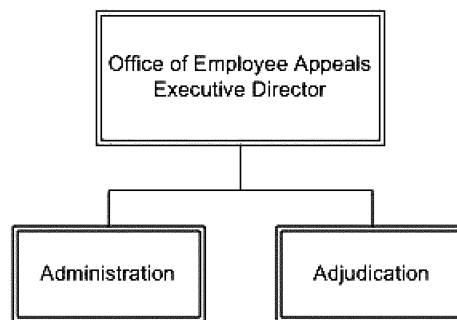 Office of Employee Appeals
Executive Director
Administration
Adjudication